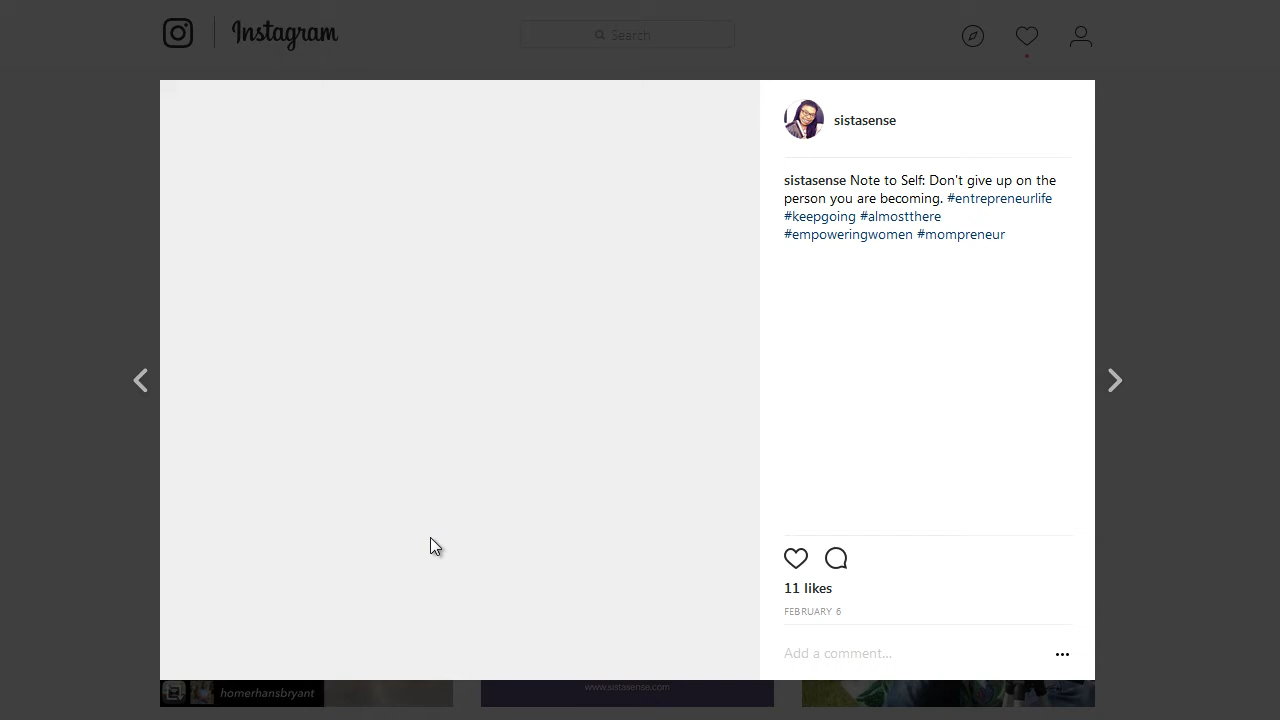 Instagram
Search
sistasense
sistasense Note to Self: Don't give up on the
person you are becoming. #entrepreneurlife
#keepgoing #almostthere
#empoweringwomen #mompreneur
11 likes
FEBRUARY 6
Add a comment...
homerhansbryant
www.sistasense.com